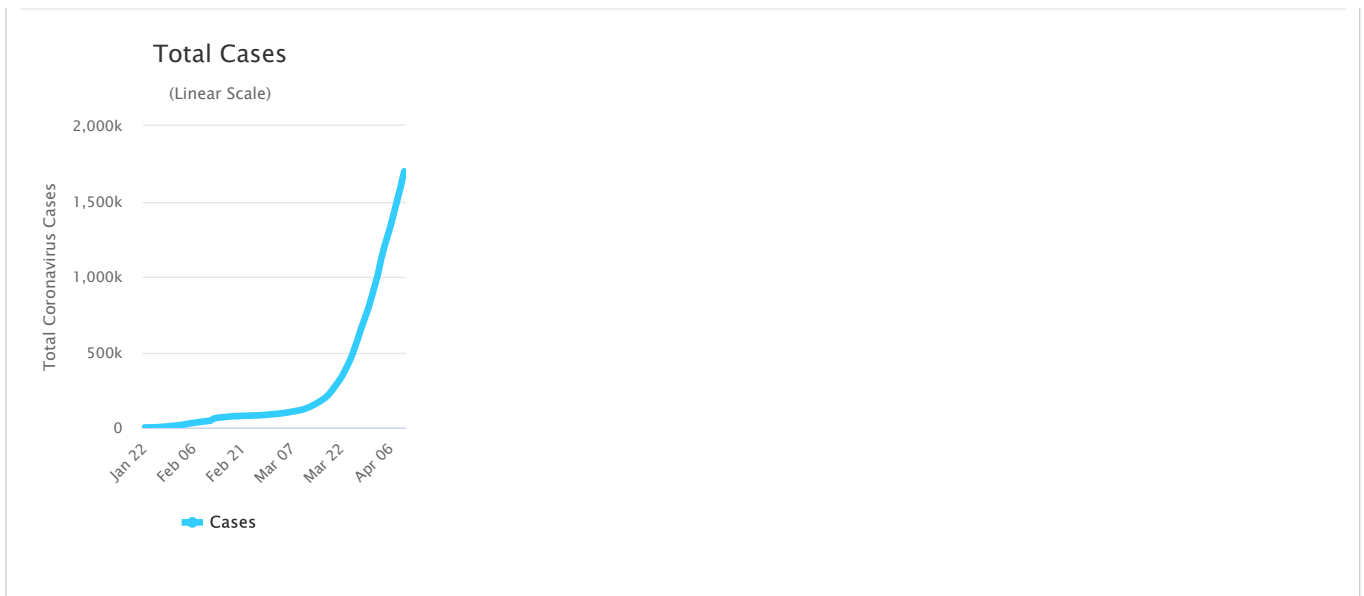 Total Cases
(Linear Scale)
Total Coronavirus Cases
2,000k
1,500k
1,000k
500k
0
Jan 22
Feb 06
Feb 21
Mar 07
Mar 22
Apr 06
Cases